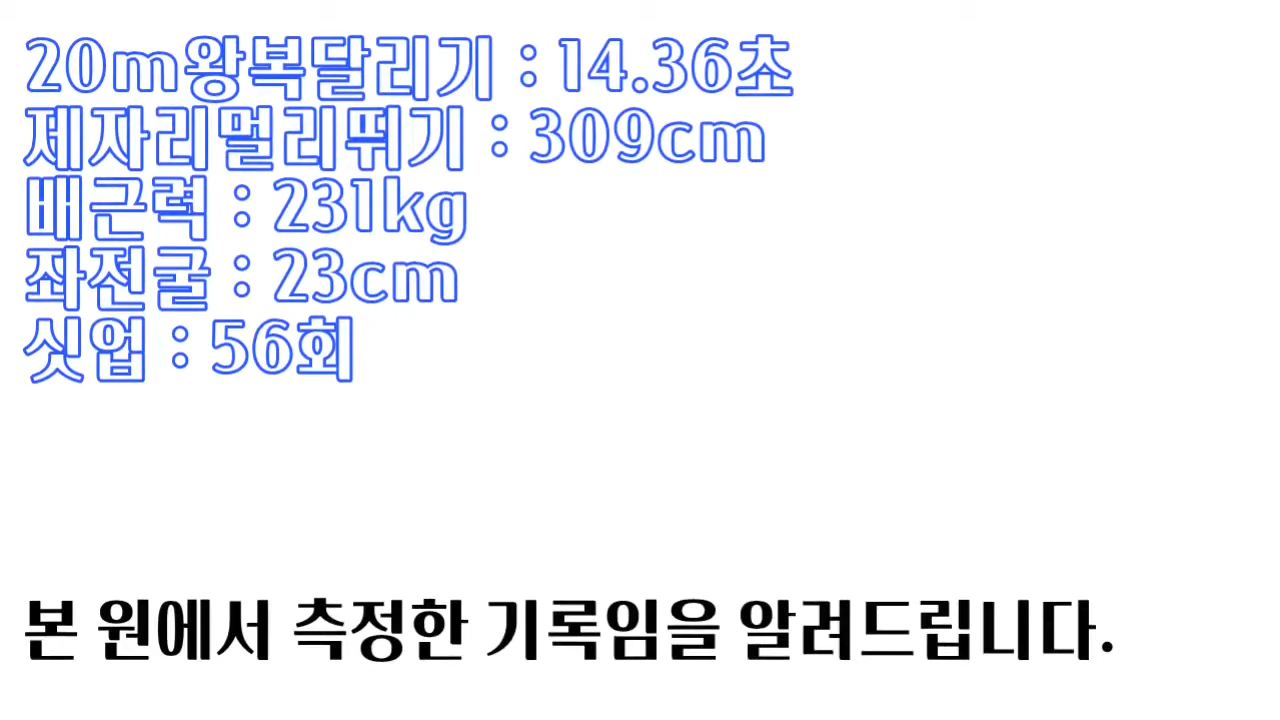 20m왕복달리기 : 14.36초
제자리멀리뛰기 : 309cm
배근력 : 231kg
좌전굴 : 23cm
싯업 : 56회
본 원에서 측정한 기록임을 알려드립니다.